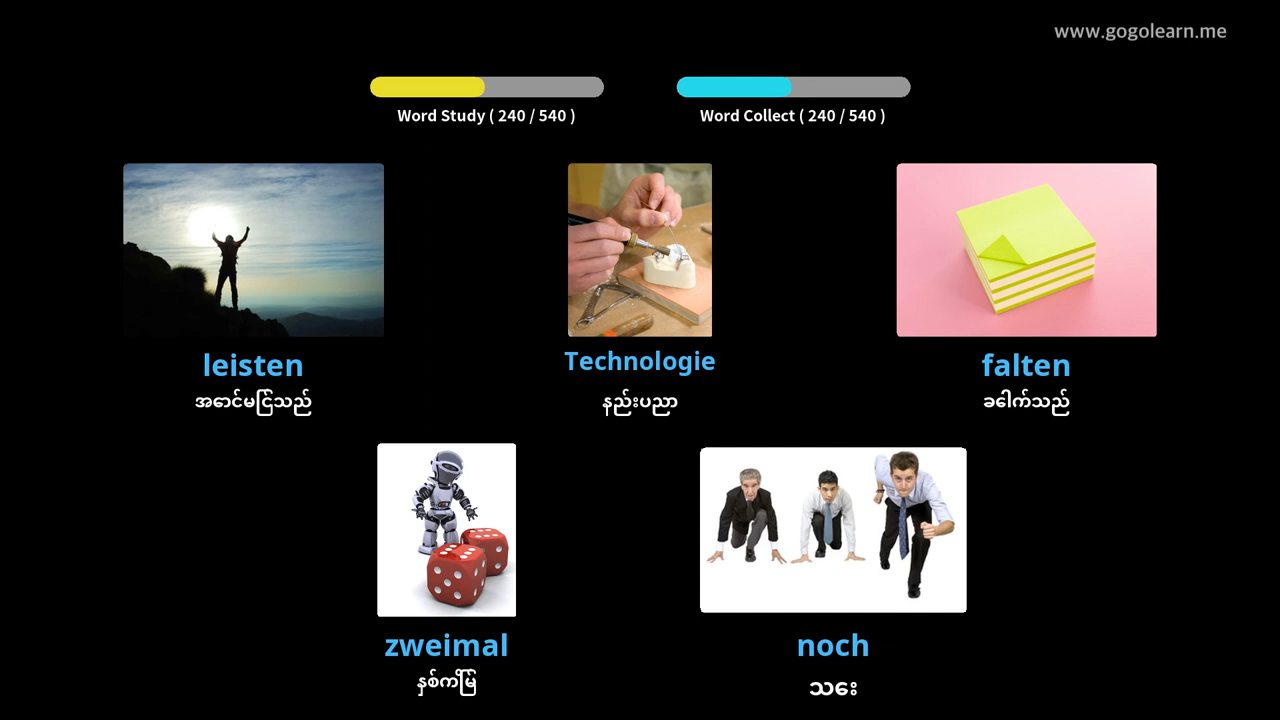 www.gogolearn.me
Word Study ( 240 / 540 )
Word Collect ( 240 / 540 )
leisten
အောင်မြင်သည်
Technologie
နည်းပညာ
falten
ခေါက်သည်
zweimal
နှစ်ကြိမ်
noch
သေး